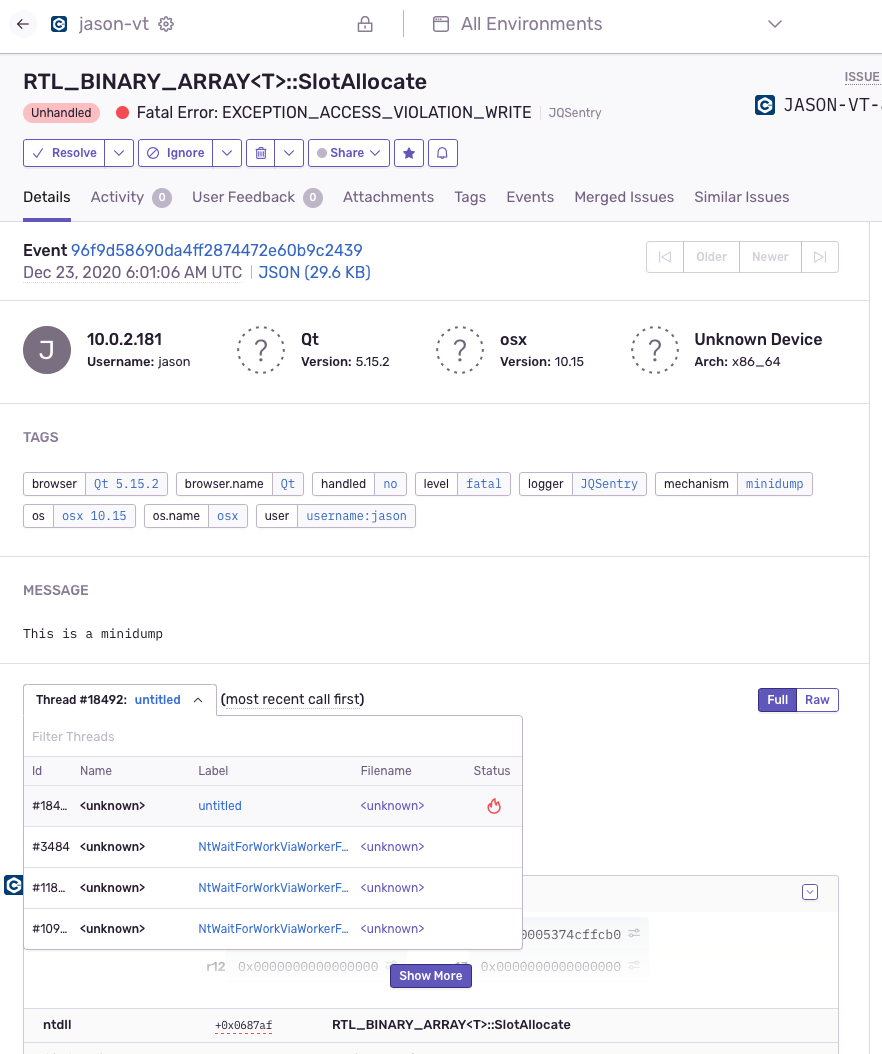 jason-vt All Environments
RTL_BINARY_ARRAY<T>::SlotAllocate
ISSUE
Unhandled Fatal Error: EXCEPTION_ACCESS_VIOLATION_WRITE JQSentry
JASON-VT-
Resolve Ignore Share
Details Activity 0 User Feedback 0 Attachments Tags Events Merged Issues Similar Issues
Event 96f9d58690da4ff2874472e60b9c2439
Dec 23, 2020 6:01:06 AM UTC JSON (29.6 KB)
Older Newer
J 10.0.2.181 ? Qt ? osx ? Unknown Device
Username: jason Version: 5.15.2 Version: 10.15 Arch: x86_64
TAGS
browser Qt 5.15.2 browser.name Qt handled no level fatal logger JQSentry mechanism minidump
os osx 10.15 os.name osx user username:jason
MESSAGE
This is a minidump
Thread #18492: untitled (most recent call first) Full Raw
Filter Threads
Id Name Label Filename Status
#184… <unknown> untitled <unknown>
#3484 <unknown> NtWaitForWorkViaWorkerF… <unknown>
#118… <unknown> NtWaitForWorkViaWorkerF… <unknown>
#109… <unknown> NtWaitForWorkViaWorkerF… <unknown>
0005374cffcb0
r12 0x0000000000000000 0x0000000000000000
Show More
ntdll +0x0687af RTL_BINARY_ARRAY<T>::SlotAllocate